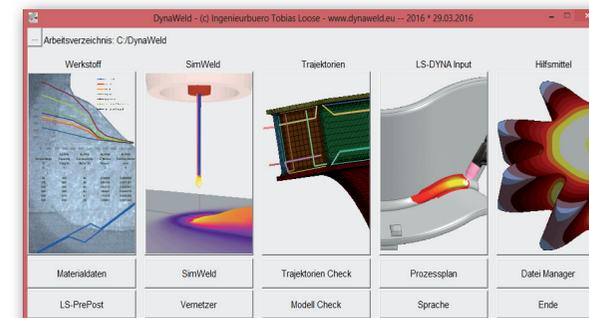 DynaWeld - (c) Ingenieurbuero Tobias Loose - www.dynaweld.eu -- 2016 * 29.03.2016
... Arbeitsverzeichnis: C:/DynaWeld
Werkstoff SimWeld Trajektorien LS-DYNA Input Hilfsmittel
Materialdaten SimWeld Trajektorien Check Prozessplan Datei Manager
LS-PrePost Vernetzer Modell Check Sprache Ende